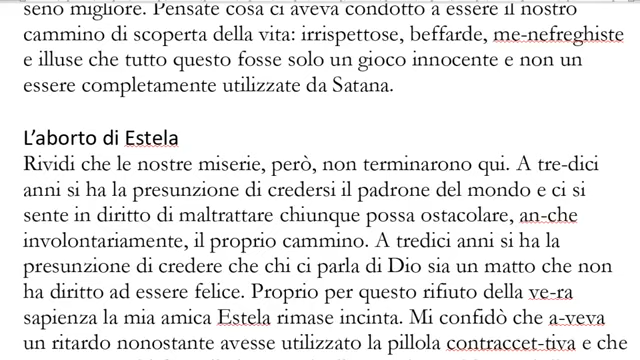 seno migliore. Pensate cosa ci aveva condotto a essere il nostro
cammino di scoperta della vita: irrispettose, beffarde, me-nefreghiste
e illuse che tutto questo fosse solo un gioco innocente e non un
essere completamente utilizzate da Satana.
L’aborto di Estela
Rividi che le nostre miserie, però, non terminarono qui. A tre-dici
anni si ha la presunzione di credersi il padrone del mondo e ci si
sente in diritto di maltrattare chiunque possa ostacolare, an-che
involontariamente, il proprio cammino. A tredici anni si ha la
presunzione di credere che chi ci parla di Dio sia un matto che non
ha diritto ad essere felice. Proprio per questo rifiuto della ve-ra
sapienza la mia amica Estela rimase incinta. Mi confidò che a-veva
un ritardo nonostante avesse utilizzato la pillola contraccet-tiva e che